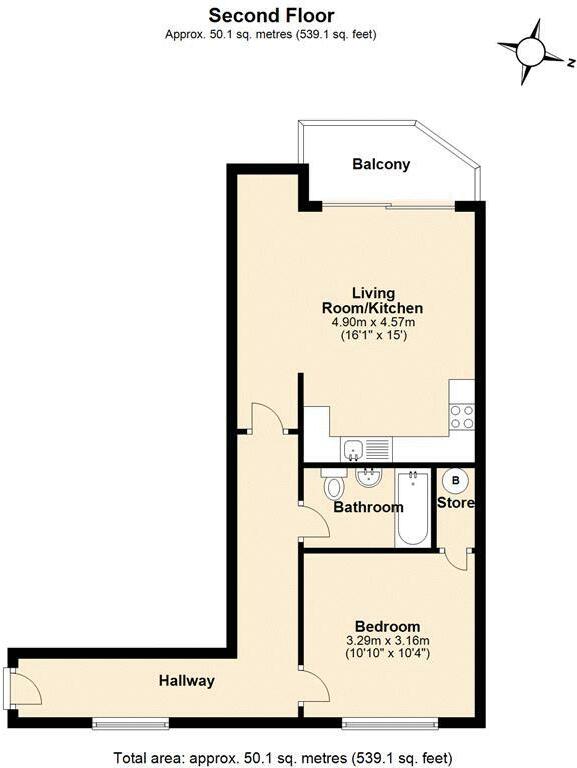 Second Floor
Approx. 50.1 sq. metres (539.1 sq. feet)
N
Balcony
Living
Room/Kitchen
4.90m x 4.57m
(16'1" x 15')
B
Store
Bathroom
Bedroom
3.29m x 3.16m
(10'10" x 10'4")
Hallway
Total area: approx. 50.1 sq. metres (539.1 sq. feet)